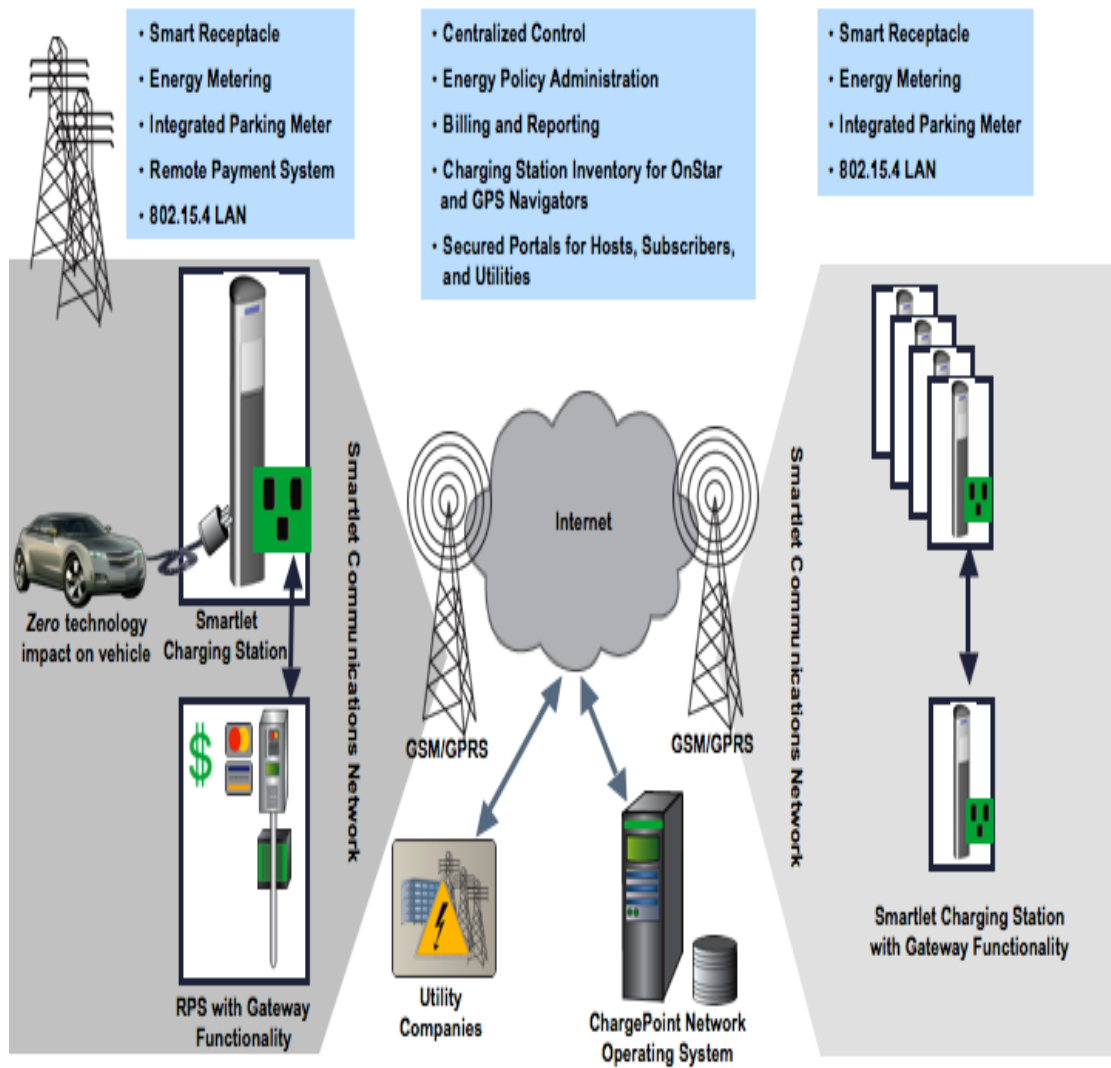 • Smart Receptacle
• Energy Metering
• Integrated Parking Meter
• Remote Payment System
• 802.15.4 LAN
• Centralized Control
• Energy Policy Administration
• Billing and Reporting
• Charging Station Inventory for OnStar
and GPS Navigators
• Secured Portals for Hosts, Subscribers,
and Utilities
• Smart Receptacle
• Energy Metering
• Integrated Parking Meter
• 802.15.4 LAN
Zero technology
impact on vehicle
Smartlet
Charging Station
RPS with Gateway
Functionality
$
Smartlet Communications Network
GSM/GPRS
Internet
GSM/GPRS
Utility
Companies
ChargePoint Network
Operating System
Smartlet Communications Network
Smartlet Charging Station
with Gateway Functionality